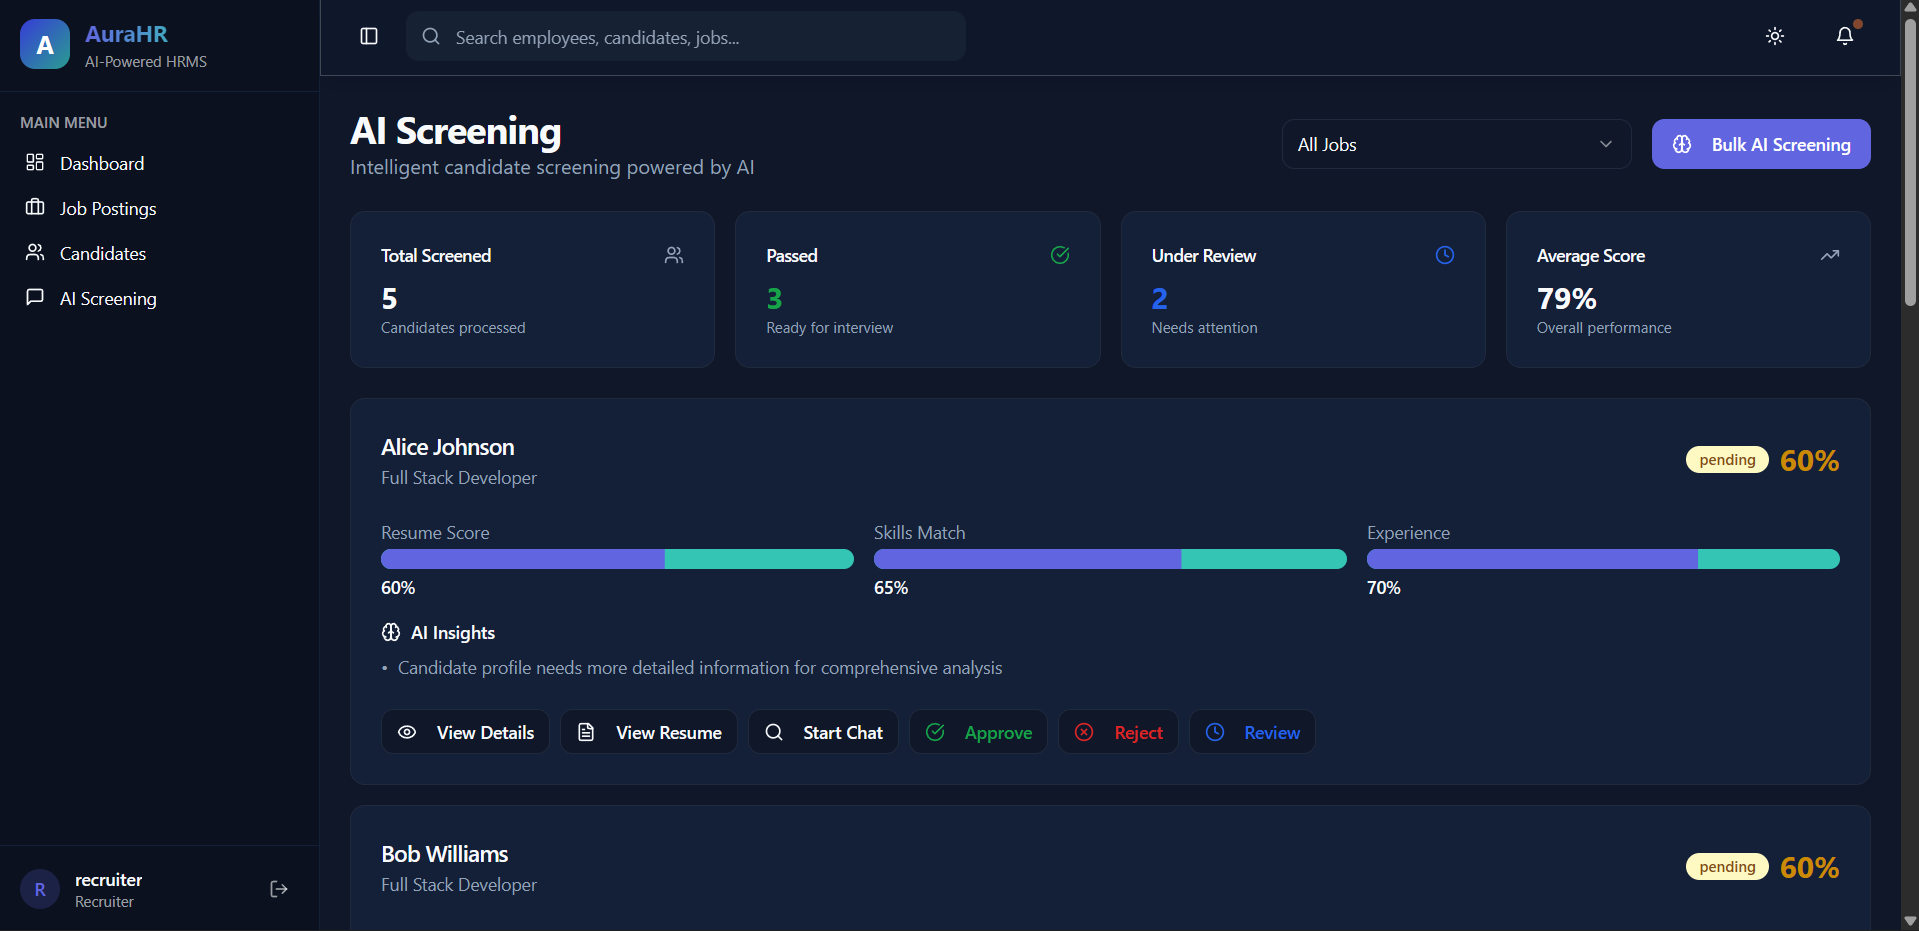 A
AuraHR
AI-Powered HRMS
MAIN MENU
Dashboard
Job Postings
Candidates
AI Screening
R
recruiter
Recruiter
Search employees, candidates, jobs...
AI Screening
Intelligent candidate screening powered by AI
All Jobs
Bulk AI Screening
Total Screened
5
Candidates processed
Passed
3
Ready for interview
Under Review
2
Needs attention
Average Score
79%
Overall performance
Alice Johnson
Full Stack Developer
pending 60%
Resume Score
60%
Skills Match
65%
Experience
70%
AI Insights
• Candidate profile needs more detailed information for comprehensive analysis
View Details View Resume Start Chat Approve Reject Review
Bob Williams
Full Stack Developer
pending 60%